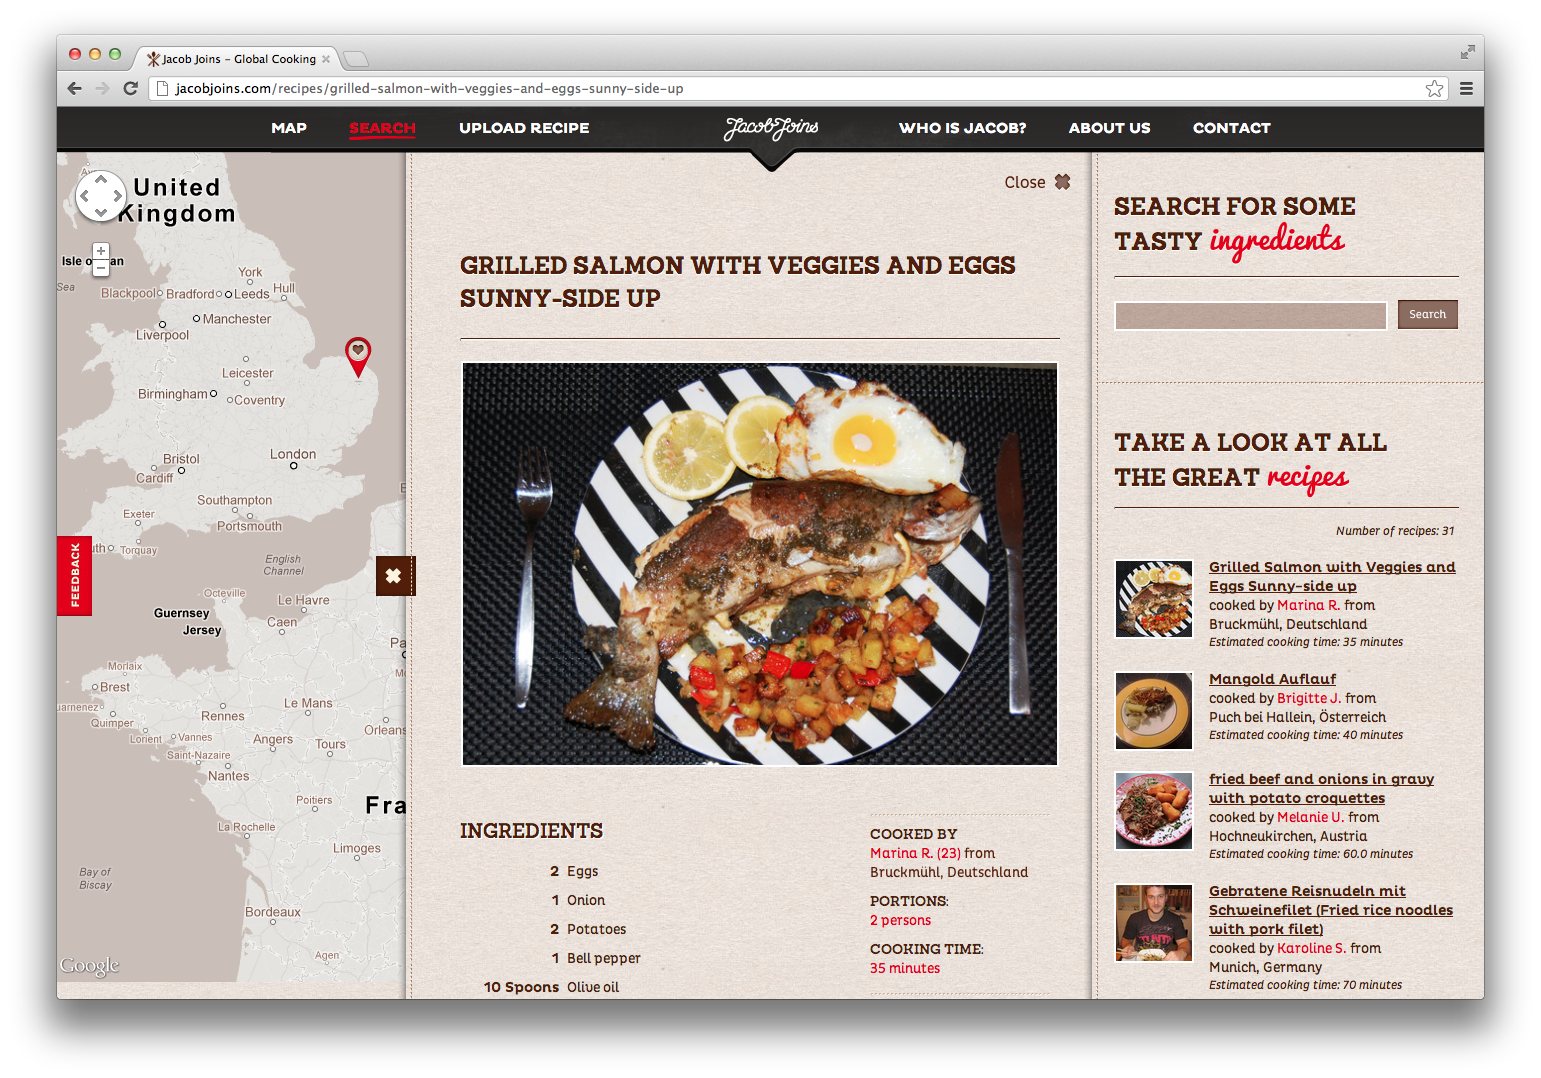 Jacob Joins – Global Cooking
jacobjoins.com/recipes/grilled-salmon-with-veggies-and-eggs-sunny-side-up
MAP SEARCH UPLOAD RECIPE Jacob Joins WHO IS JACOB? ABOUT US CONTACT
United
Kingdom
Isle of an
Sea
York
Blackpool Bradford Leeds Hull
Manchester
Liverpool
Leicester
Birmingham
Coventry
Bristol
London
Cardiff
Southampton
Exeter
Portsmouth
uth Torquay
English
Channel
FEEDBACK
Octeville
Le Havre
Guernsey
Caen
Jersey
Pa
Morlaix
Brest
Le Mans
uarnenez
Quimper
Rennes
Orleans
Lorient Vannes
Angers
Tours
Saint-Nazaire
Nantes
Poitiers
Fra
La Rochelle
Limoges
Bay of
Biscay
Bordeaux
Agen
Google
Close
GRILLED SALMON WITH VEGGIES AND EGGS
SUNNY-SIDE UP
INGREDIENTS
2 Eggs
1 Onion
2 Potatoes
1 Bell pepper
10 Spoons Olive oil
COOKED BY
Marina R. (23) from
Bruckmühl, Deutschland
PORTIONS:
2 persons
COOKING TIME:
35 minutes
SEARCH FOR SOME
TASTY ingredients
Search
TAKE A LOOK AT ALL
THE GREAT recipes
Number of recipes: 31
Grilled Salmon with Veggies and
Eggs Sunny-side up
cooked by Marina R. from
Bruckmühl, Deutschland
Estimated cooking time: 35 minutes
Mangold Auflauf
cooked by Brigitte J. from
Puch bei Hallein, Österreich
Estimated cooking time: 40 minutes
fried beef and onions in gravy
with potato croquettes
cooked by Melanie U. from
Hochneukirchen, Austria
Estimated cooking time: 60.0 minutes
Gebratene Reisnudeln mit
Schweinefilet (Fried rice noodles
with pork filet)
cooked by Karoline S. from
Munich, Germany
Estimated cooking time: 70 minutes